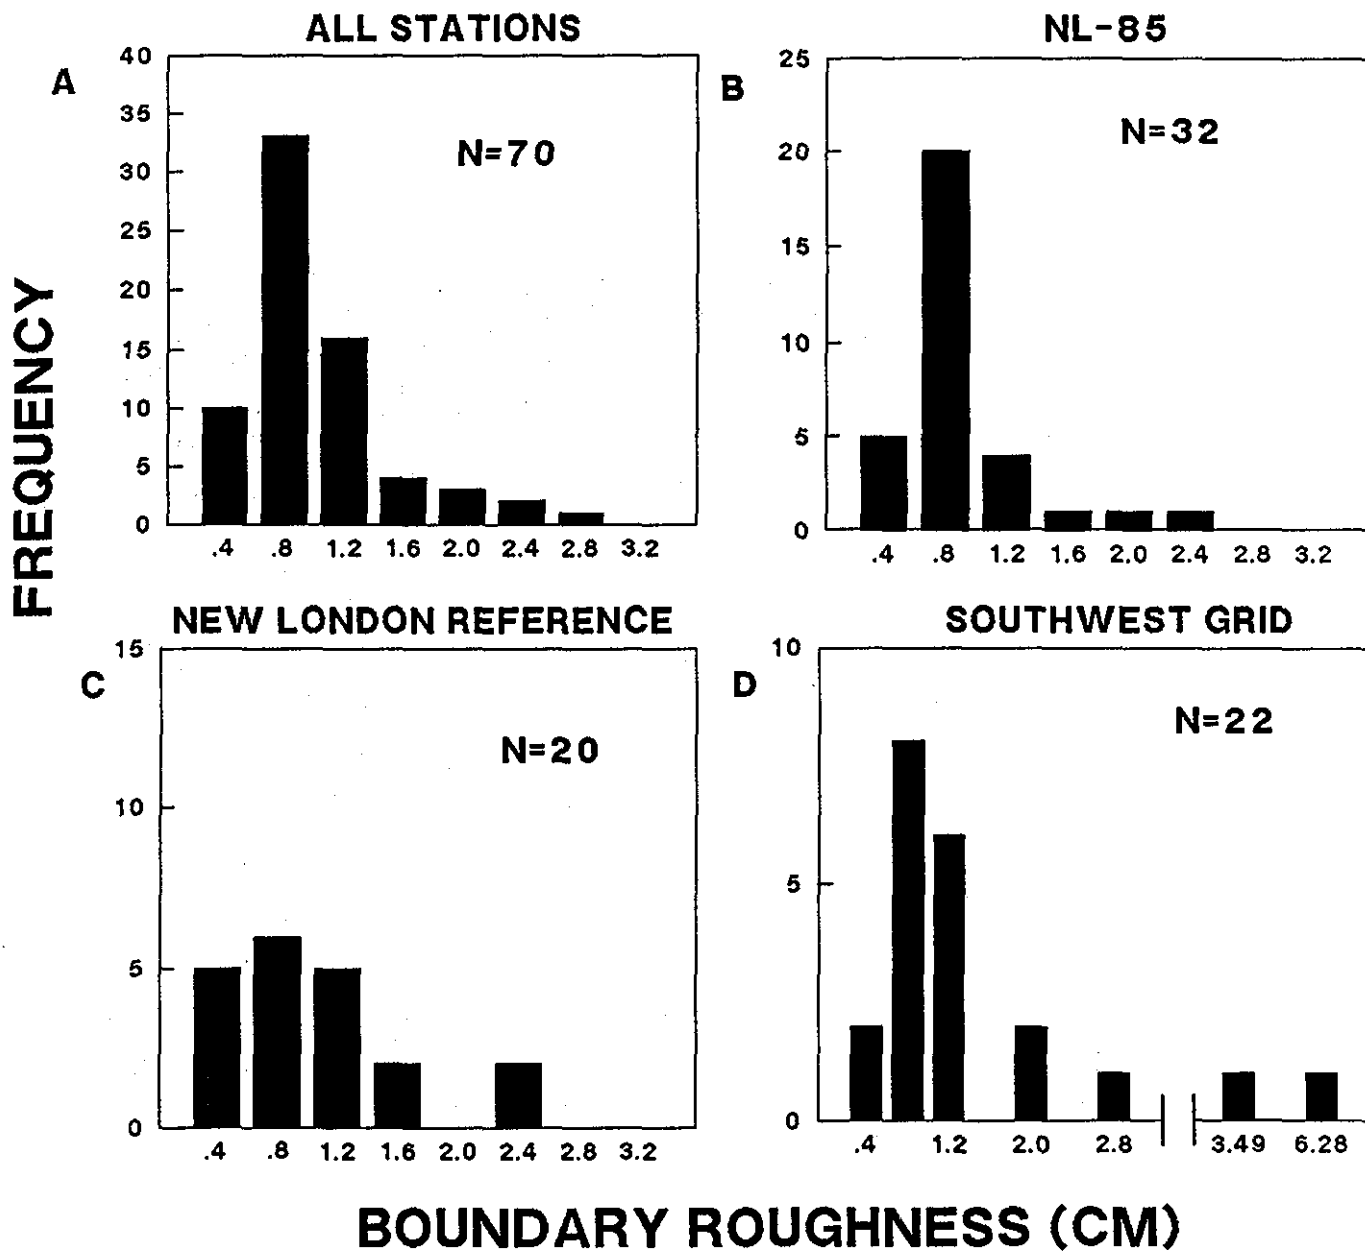 ALL STATIONS
A
N=70
40
35
30
25
20
15
10
5
0
.4 .8 1.2 1.6 2.0 2.4 2.8 3.2
NL-85
B
N=32
25
20
15
10
5
0
.4 .8 1.2 1.6 2.0 2.4 2.8 3.2
FREQUENCY
NEW LONDON REFERENCE
C
N=20
15
10
5
0
.4 .8 1.2 1.6 2.0 2.4 2.8 3.2
SOUTHWEST GRID
D
N=22
10
5
0
.4 1.2 2.0 2.8 3.49 6.28
BOUNDARY ROUGHNESS (CM)